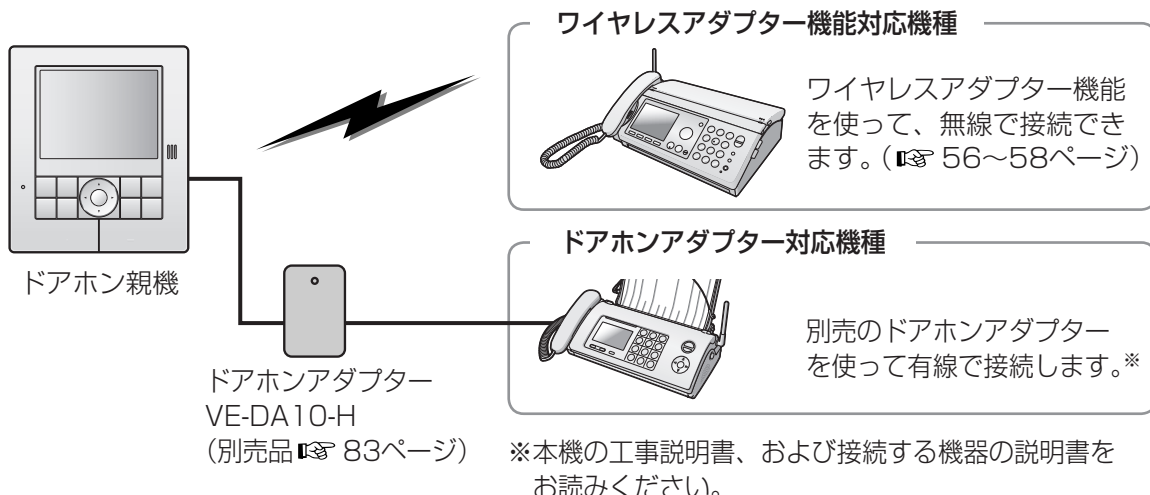 ワイヤレスアダプター機能対応機種
ワイヤレスアダプター機能
を使って、無線で接続でき
ます。(☞ 56～58ページ)
ドアホン親機
ドアホンアダプター対応機種
別売のドアホンアダプター
を使って有線で接続します。※
ドアホンアダプター
VE-DA10-H
(別売品☞ 83ページ)
※本機の工事説明書、および接続する機器の説明書を
お読みください。